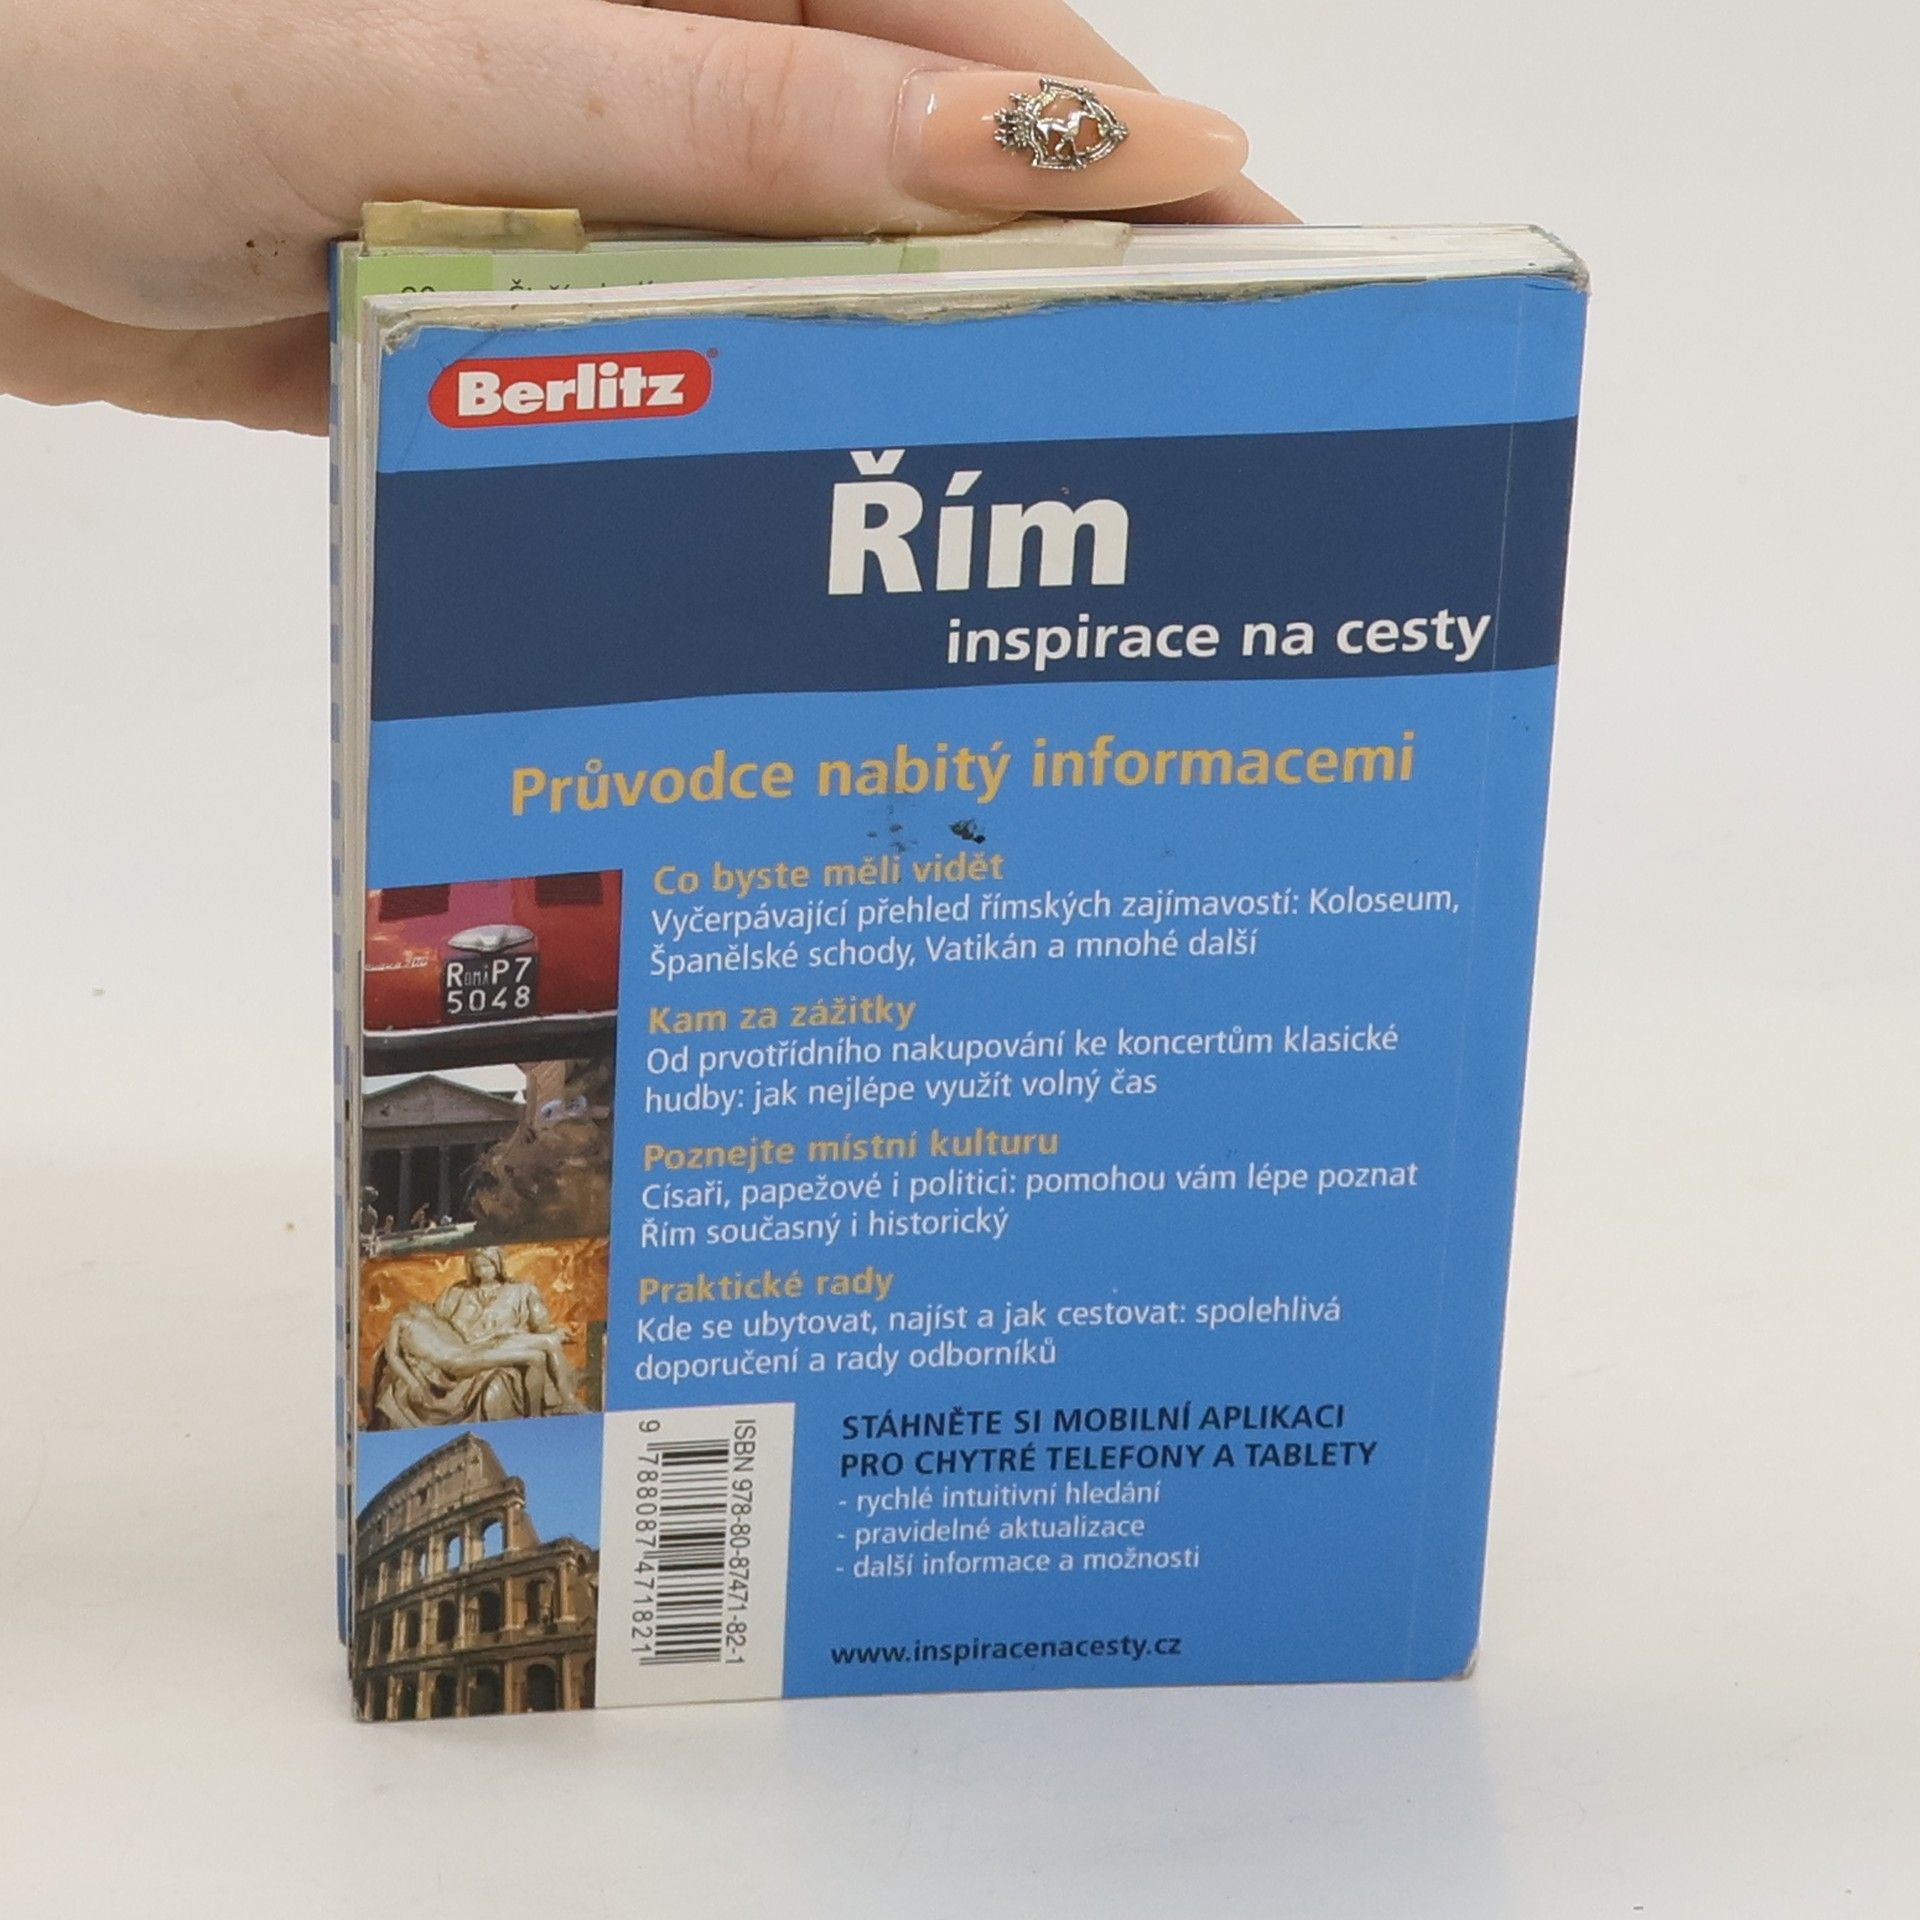 Berlitz®
Řím
inspirace na cesty
Průvodce nabitý informacemi
Co byste měli vidět
Vyčerpávající přehled římských zajímavostí: Koloseum,
Španělské schody, Vatikán a mnohé další
Kam za zážitky
Od prvotřídního nakupování ke koncertům klasické
hudby: jak nejlépe využít volný čas
Poznejte místní kulturu
Císaři, papežové i politici: pomohou vám lépe poznat
Řím současný i historický
Praktické rady
Kde se ubytovat, najíst a jak cestovat: spolehlivá
doporučení a rady odborníků
STÁHNĚTE SI MOBILNÍ APLIKACI
PRO CHYTRÉ TELEFONY A TABLETY
- rychlé intuitivní hledání
- pravidelné aktualizace
- další informace a možnosti
www.inspiracenacesty.cz
ROMA P7
5048
ISBN 978-80-87471-82-1
9 788087 471821